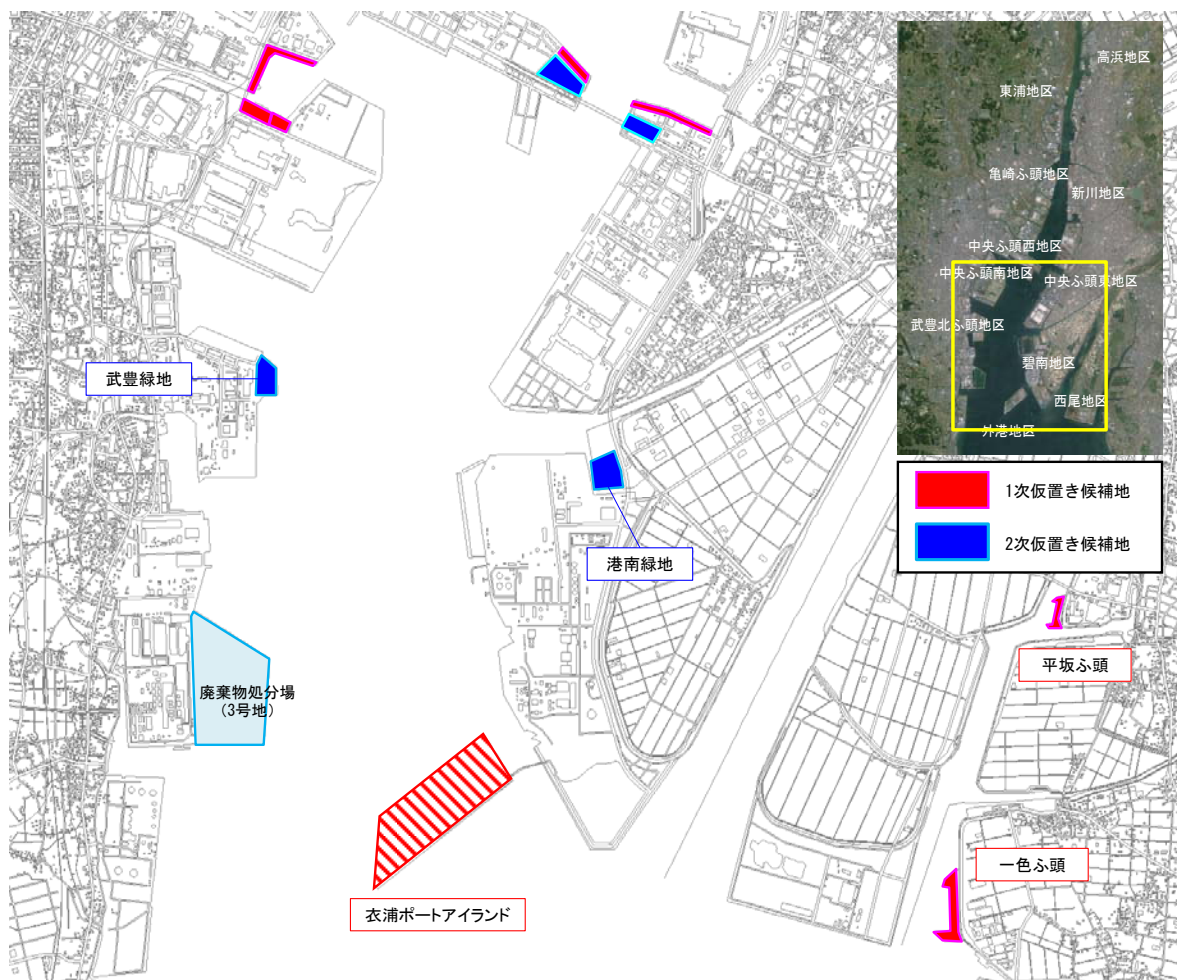 高浜地区
東浦地区
亀崎ふ頭地区
新川地区
中央ふ頭西地区
中央ふ頭南地区
中央ふ頭東地区
武豊北ふ頭地区
碧南地区
西尾地区
外港地区
1次仮置き候補地
2次仮置き候補地
武豊緑地
港南緑地
平坂ふ頭
廃棄物処分場
(3号地)
一色ふ頭
衣浦ポートアイランド